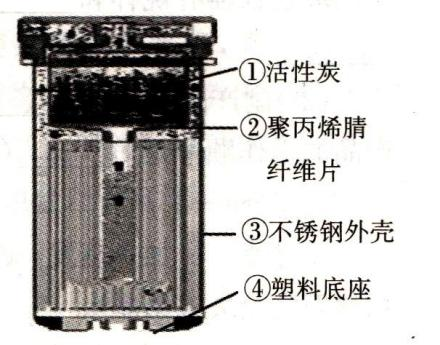 ①活性炭
②聚丙烯腈
纤维片
③不锈钢外壳
④塑料底座